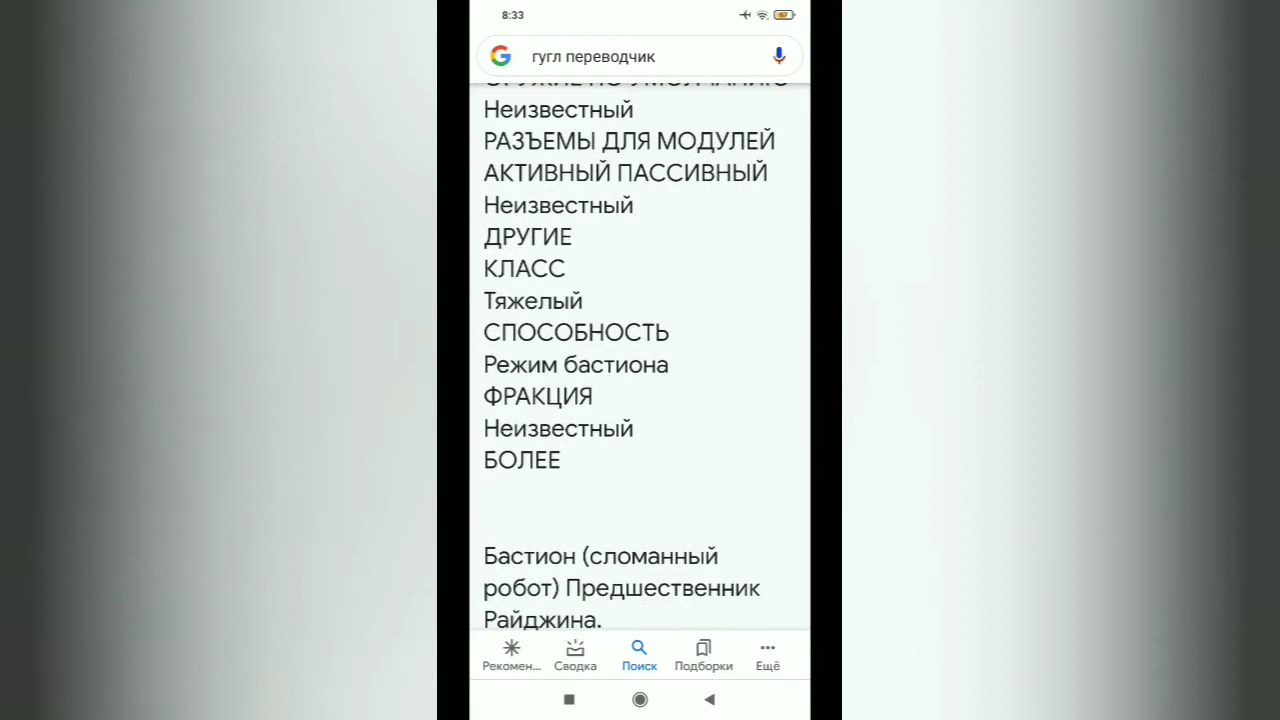 8:33
67
гугл переводчик
Неизвестный
РАЗЪЕМЫ ДЛЯ МОДУЛЕЙ
АКТИВНЫЙ ПАССИВНЫЙ
Неизвестный
ДРУГИЕ
КЛАСС
Тяжелый
СПОСОБНОСТЬ
Режим бастиона
ФРАКЦИЯ
Неизвестный
БОЛЕЕ
Бастион (сломанный
робот) Предшественник
Райджина.
Рекомен... Сводка Поиск Подборки Ещё